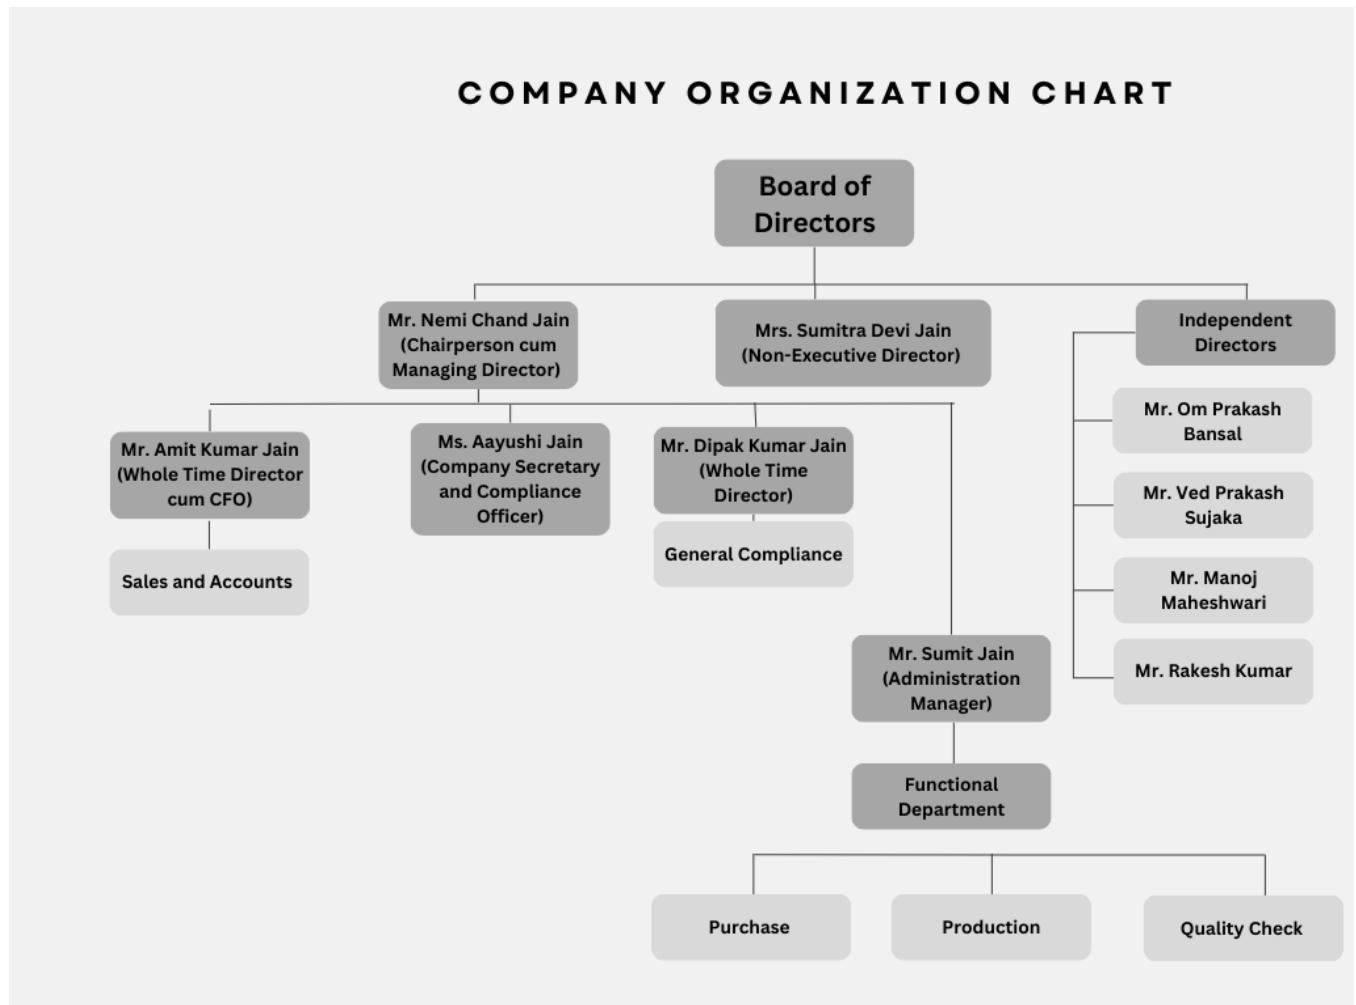 COMPANY ORGANIZATION CHART
Board of
Directors
Mr. Nemi Chand Jain
(Chairperson cum
Managing Director)
Mrs. Sumitra Devi Jain
(Non-Executive Director)
Independent
Directors
Mr. Amit Kumar Jain
(Whole Time Director
cum CFO)
Ms. Aayushi Jain
(Company Secretary
and Compliance
Officer)
Mr. Dipak Kumar Jain
(Whole Time
Director)
Mr. Om Prakash
Bansal
Mr. Ved Prakash
Sujaka
Sales and Accounts
General Compliance
Mr. Manoj
Maheshwari
Mr. Sumit Jain
(Administration
Manager)
Mr. Rakesh Kumar
Functional
Department
Purchase
Production
Quality Check